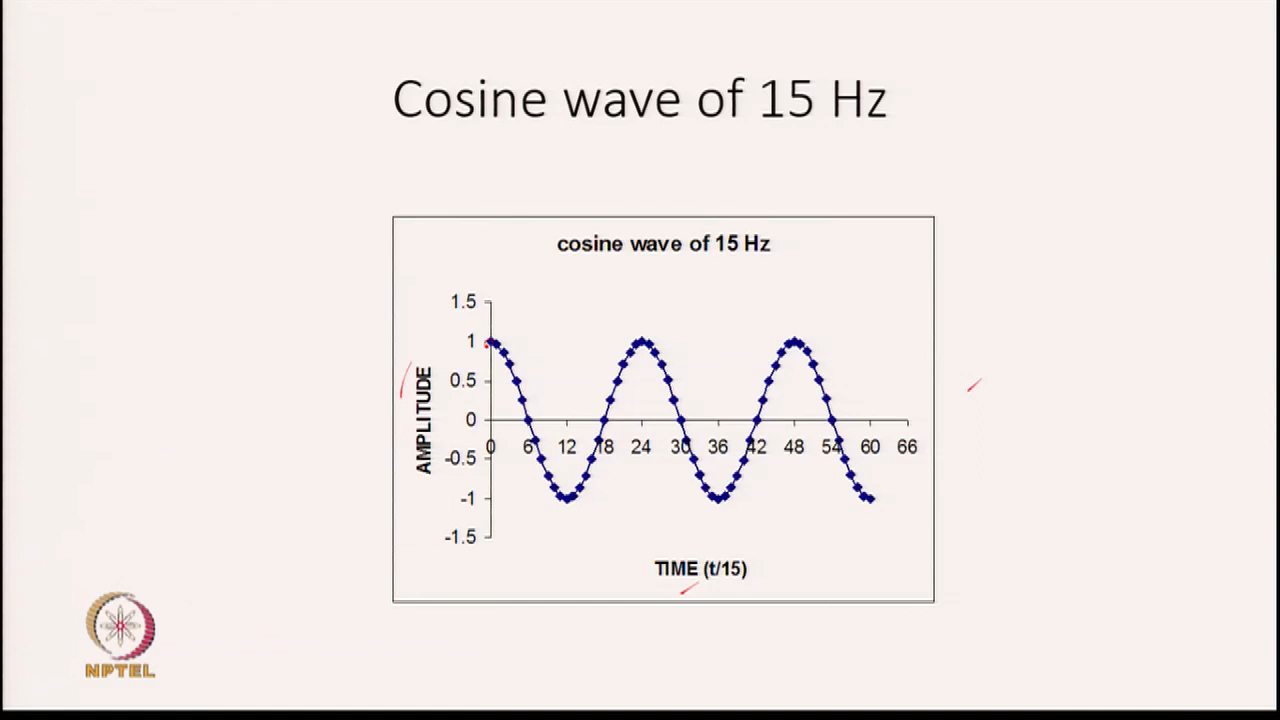 Cosine wave of 15 Hz
cosine wave of 15 Hz
1.5
1
0.5
0
-0.5
-1
-1.5
AMPLITUDE
0 6 12 18 24 30 36 42 48 54 60 66
TIME (t/15)
NPTEL